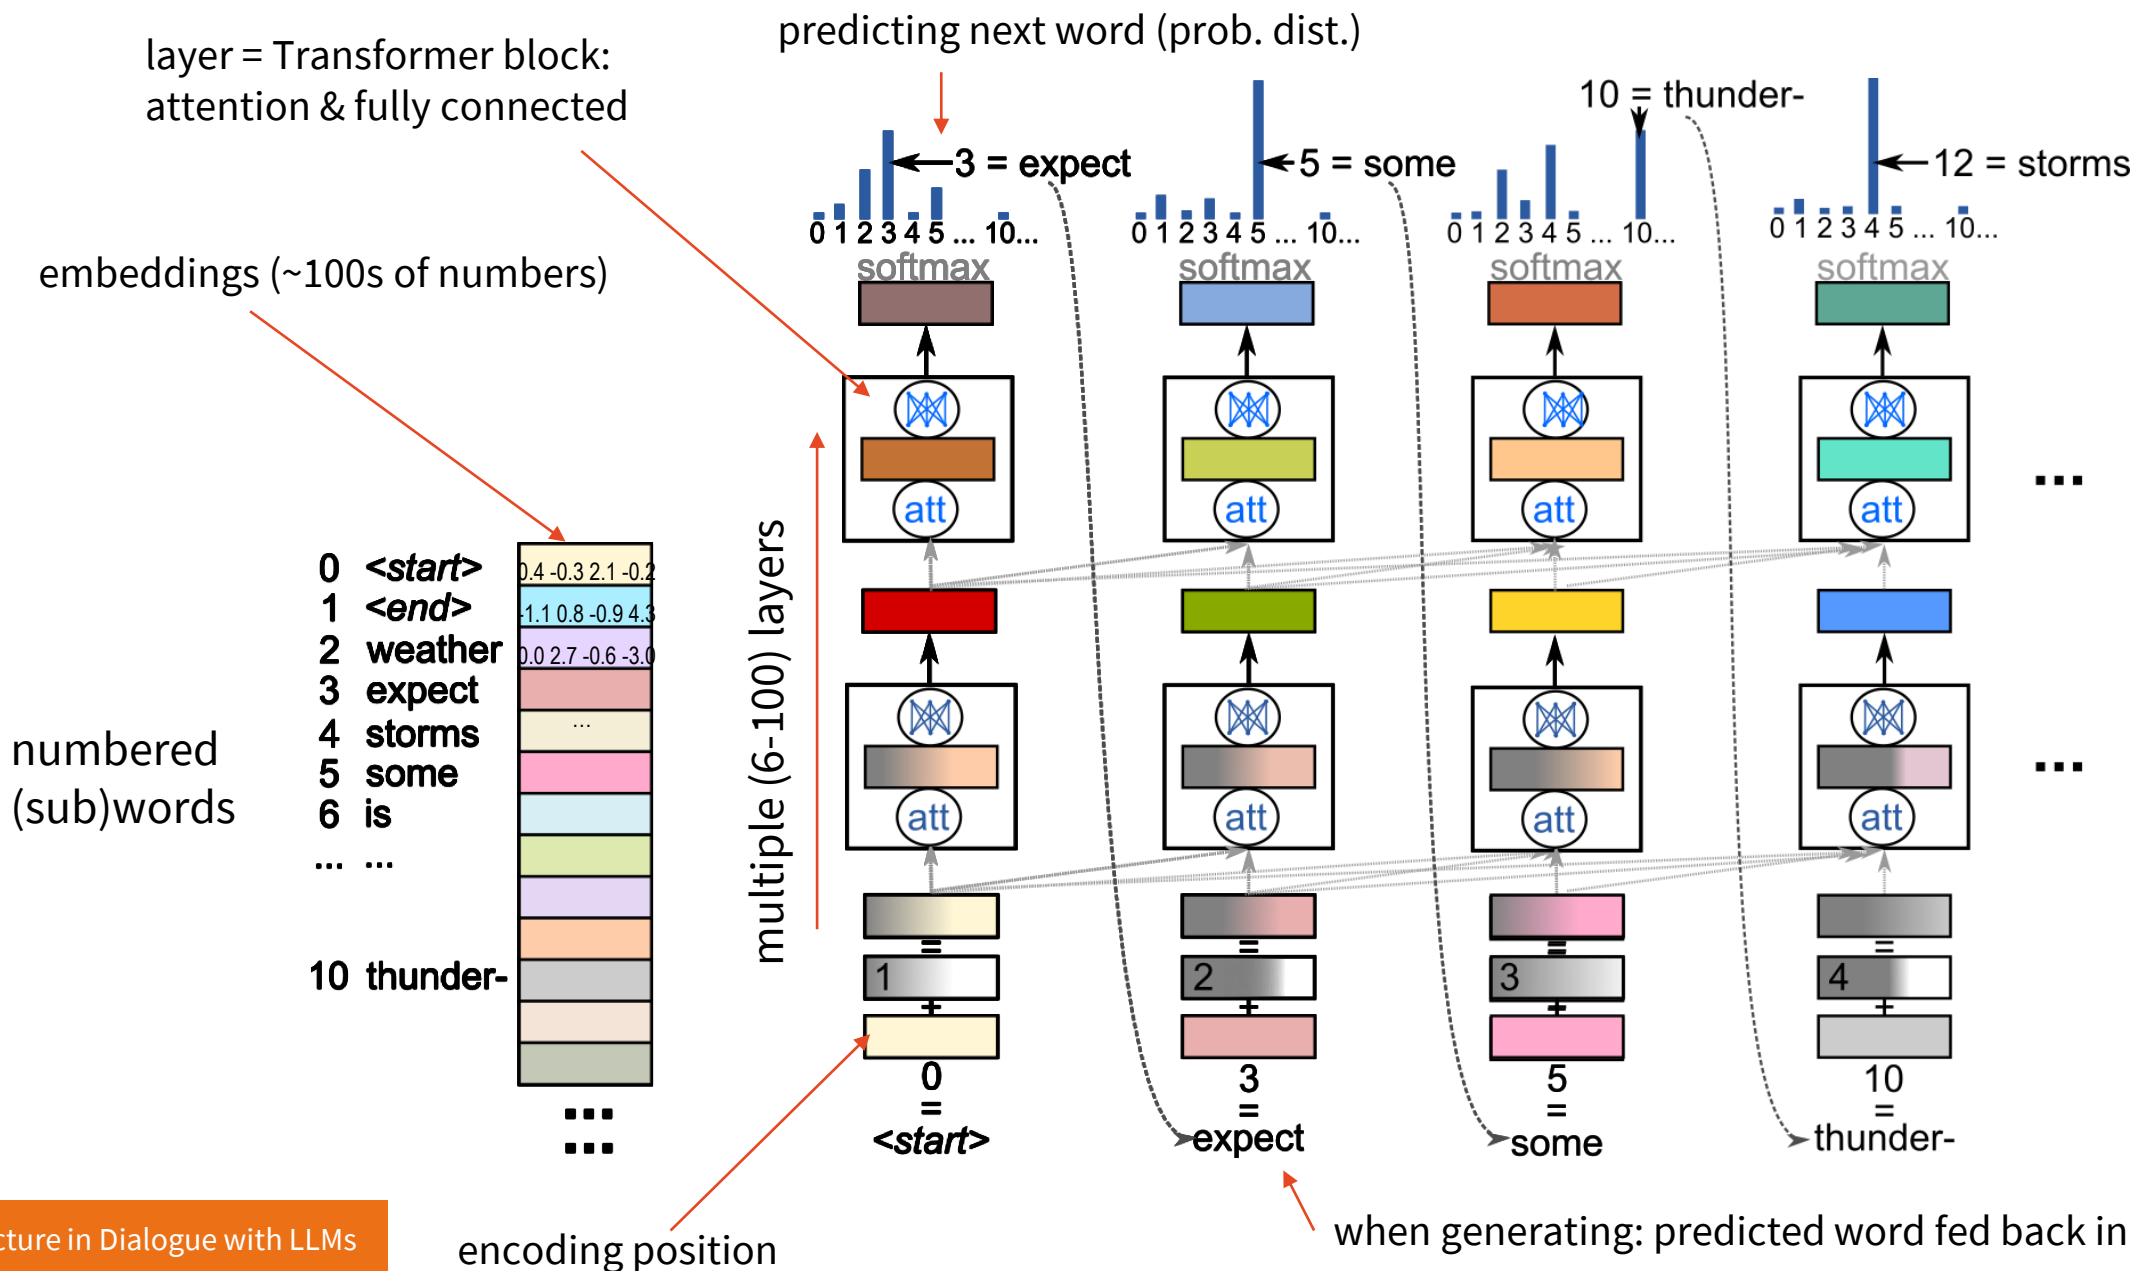 predicting next word (prob. dist.)
layer = Transformer block:
attention & fully connected
embeddings (~100s of numbers)
3 = expect
5 = some
10 = thunder-
12 = storms
0 1 2 3 4 5 ... 10...
0 1 2 3 4 5 ... 10...
0 1 2 3 4 5 ... 10...
0 1 2 3 4 5 ... 10...
softmax
softmax
softmax
softmax
att
att
att
att
...
multiple (6-100) layers
numbered
(sub)words
0 <start> 0.4 -0.3 2.1 -0.2
1 <end> -1.1 0.8 -0.9 4.3
2 weather 0.0 2.7 -0.6 -3.0
3 expect
4 storms ...
5 some
6 is
... ...
10 thunder-
...
...
att
att
att
att
...
= = = =
1 2 3 4
+ + + +
0 3 5 10
= = = =
<start> expect some thunder-
encoding position
when generating: predicted word fed back in
cture in Dialogue with LLMs